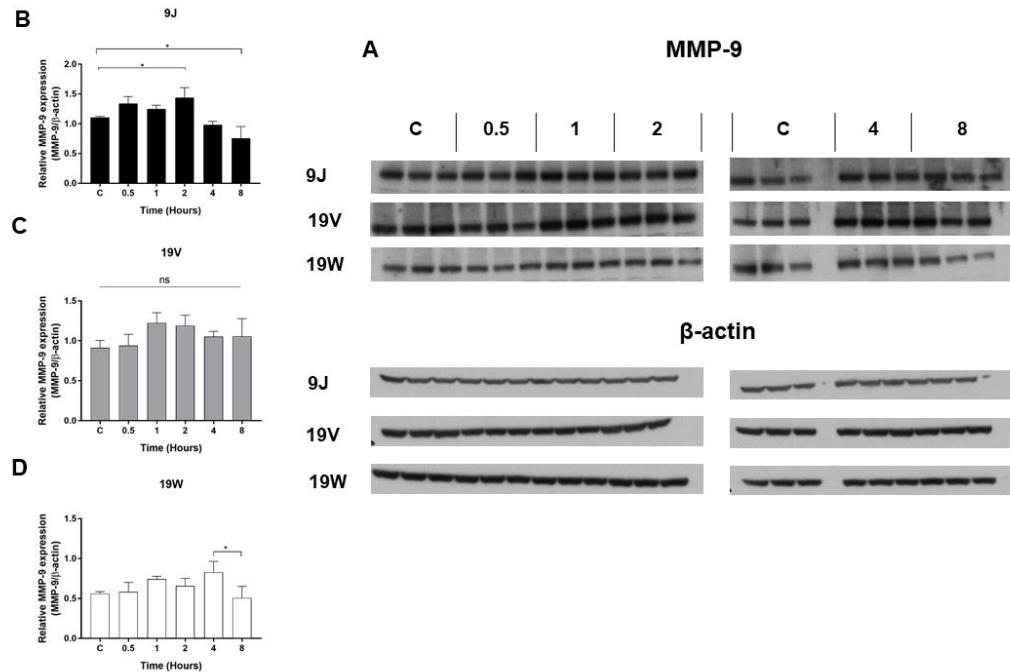 B
9J
*
*
Relative MMP-9 expression
(MMP-9/β-actin)
2.0
1.5
1.0
0.5
0.0
C 0.5 1 2 4 8
Time (Hours)
C
19V
ns
Relative MMP-9 expression
(MMP-9/β-actin)
1.5
1.0
0.5
0.0
C 0.5 1 2 4 8
Time (Hours)
D
19W
*
Relative MMP-9 expression
(MMP-9/β-actin)
1.5
1.0
0.5
0.0
C 0.5 1 2 4 8
Time (Hours)
A
MMP-9
C 0.5 1 2 C 4 8
9J
19V
19W
β-actin
9J
19V
19W